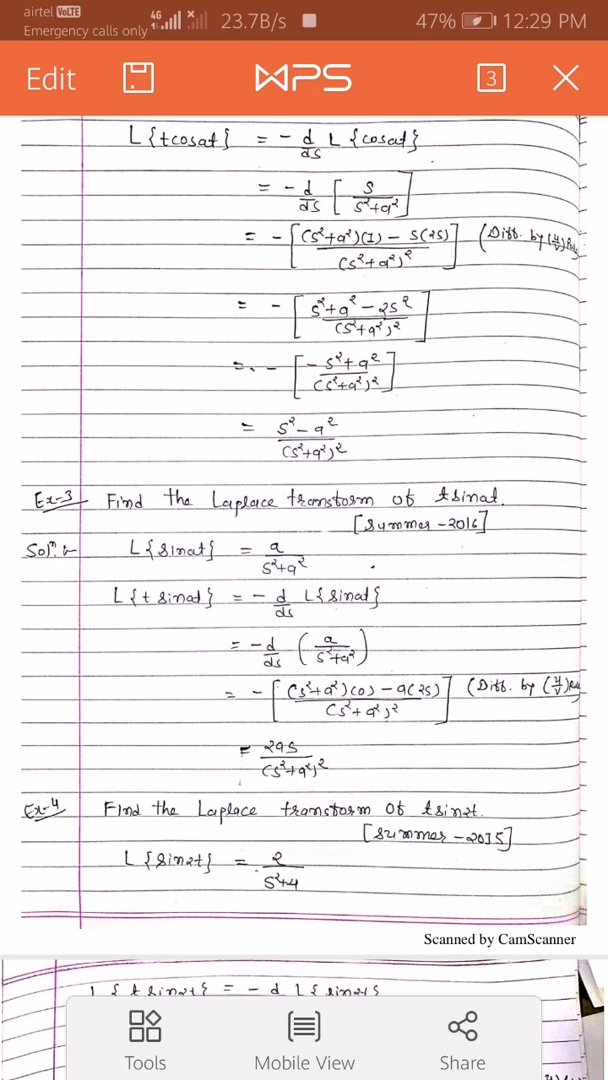 airtel VoLTE
Emergency calls only
4G 23.7B/s 47% 12:29 PM
Edit WPS 3
L{tcosat} = - d/ds L{cosat}
= - d/ds [ s / s²+a² ]
= - [ (s²+a²)(1) - s(2s) / (s²+a²)² ] (Diff. by (u/v) Rule
= - [ s²+a² - 2s² / (s²+a²)² ]
= - [ -s²+a² / (s²+a²)² ]
= s²-a² / (s²+a²)²
Ex-3 Find the Laplace transform of tsinat.
[Summer-2016]
Solⁿ:- L{sinat} = a / s²+a²
L{t sinat} = - d/ds L{sinat}
= - d/ds ( a / s²+a² )
= - [ (s²+a²)(0) - a(2s) / (s²+a²)² ] (Diff. by (u/v) Rule
= 2as / (s²+a²)²
Ex-4 Find the Laplace transform of tsin2t.
[Summer-2015]
L{sin2t} = 2 / s²+4
Scanned by CamScanner
L{tsin2t} = - d L{sin2t}
Tools Mobile View Share